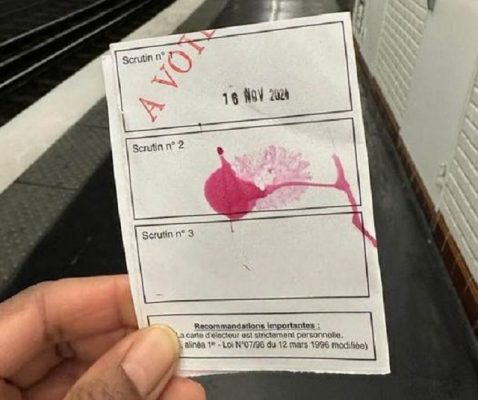 Scrutin n°
A VOI
16 NOV 2024
Scrutin n° 2
Scrutin n° 3
Recommandations importantes :
La carte d'électeur est strictement personnelle.
alinéa 1er - Loi N°07/96 du 12 mars 1996 modifiée)